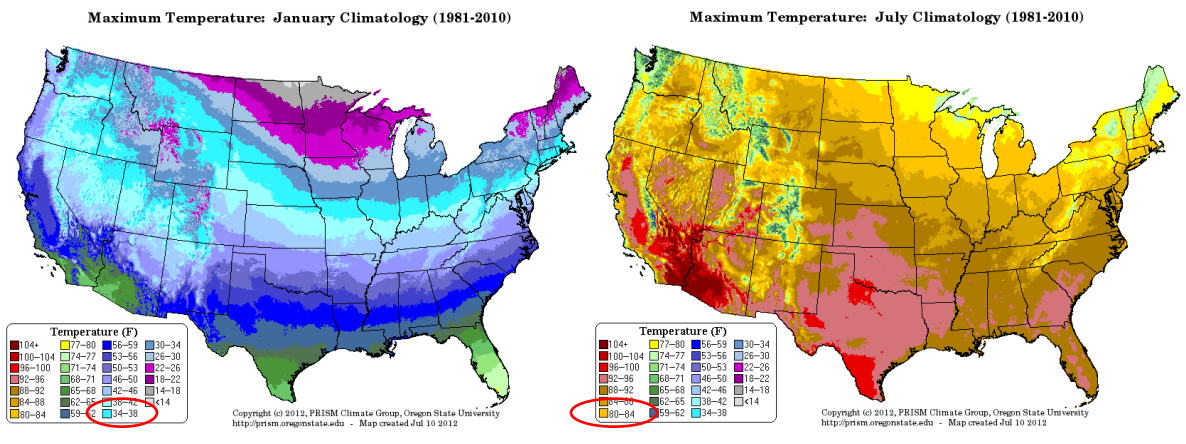 Maximum Temperature: January Climatology (1981-2010)
Temperature (F)
104+ 77-80 56-59 30-34
100-104 74-77 53-56 26-30
96-100 71-74 50-53 22-26
92-96 68-71 46-50 18-22
88-92 65-68 42-46 14-18
84-88 62-65 38-42 <14
80-84 59-62 34-38
Copyright (c) 2012, PRISM Climate Group, Oregon State University
http://prism.oregonstate.edu - Map created Jul 10 2012
Maximum Temperature: July Climatology (1981-2010)
Temperature (F)
104+ 77-80 56-59 30-34
100-104 74-77 53-56 26-30
96-100 71-74 50-53 22-26
92-96 68-71 46-50 18-22
88-92 65-68 42-46 14-18
84-88 62-65 38-42 <14
80-84 59-62 34-38
Copyright (c) 2012, PRISM Climate Group, Oregon State University
http://prism.oregonstate.edu - Map created Jul 10 2012